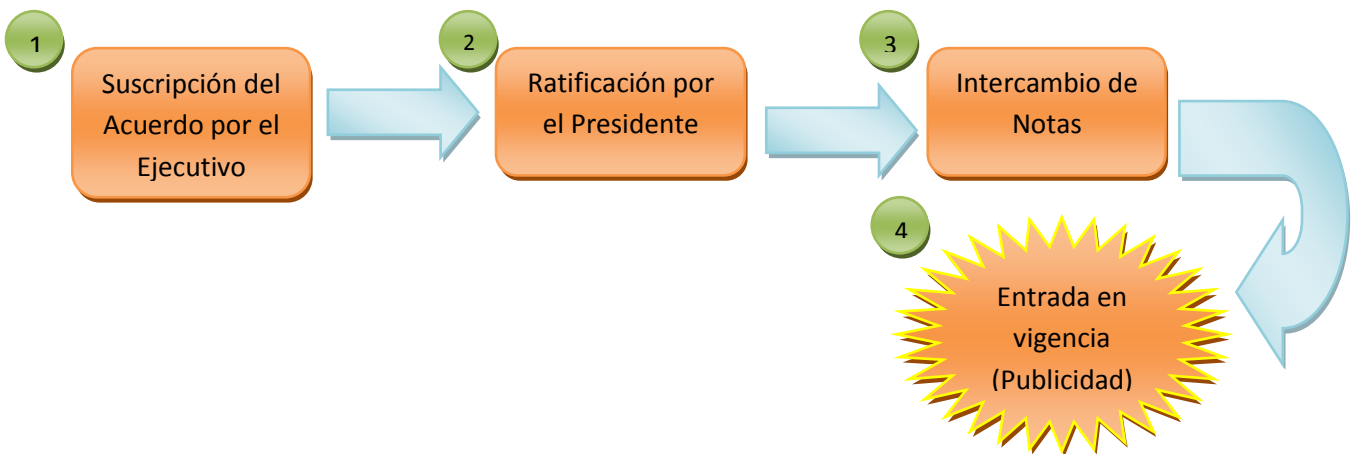 1
Suscripción del
Acuerdo por el
Ejecutivo
2
Ratificación por
el Presidente
3
Intercambio de
Notas
4
Entrada en
vigencia
(Publicidad)